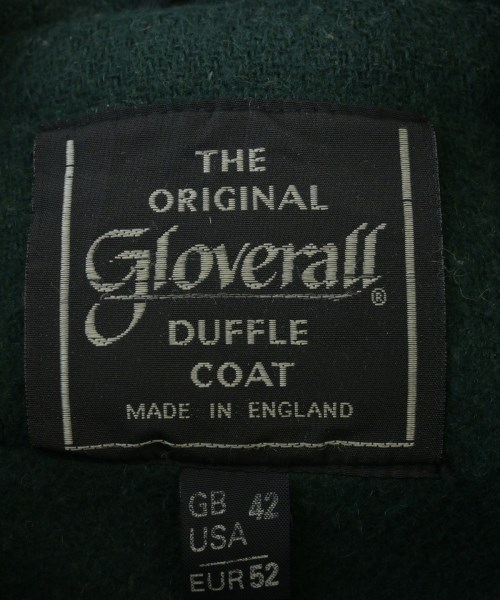 THE
ORIGINAL
Gloverall®
DUFFLE
COAT
MADE IN ENGLAND
GB 42
USA
EUR 52